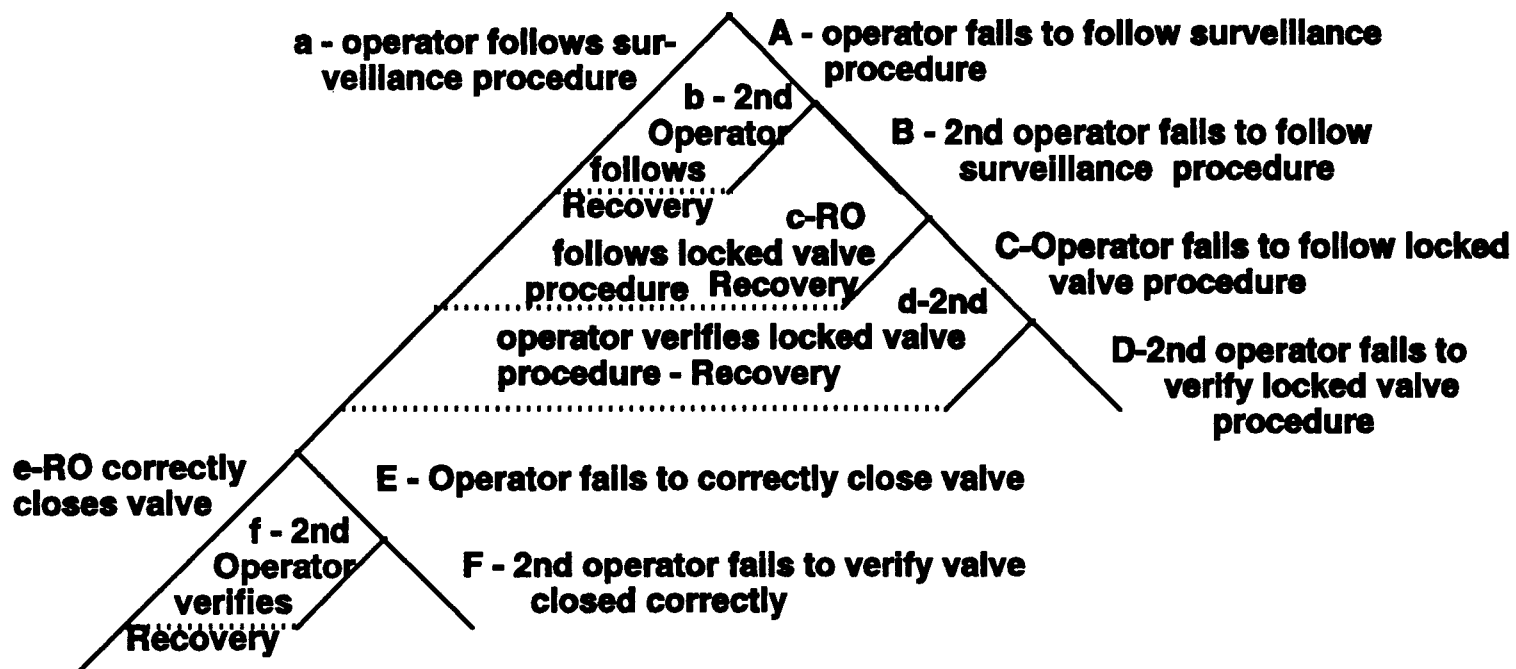 a - operator follows sur-
veillance procedure
A - operator fails to follow surveillance
procedure
b - 2nd
Operator
follows
Recovery
B - 2nd operator fails to follow
surveillance procedure
c-RO
follows locked valve
procedure Recovery
C-Operator fails to follow locked
valve procedure
d-2nd
operator verifies locked valve
procedure - Recovery
D-2nd operator fails to
verify locked valve
procedure
e-RO correctly
closes valve
E - Operator fails to correctly close valve
f - 2nd
Operator
verifies
Recovery
F - 2nd operator fails to verify valve
closed correctly